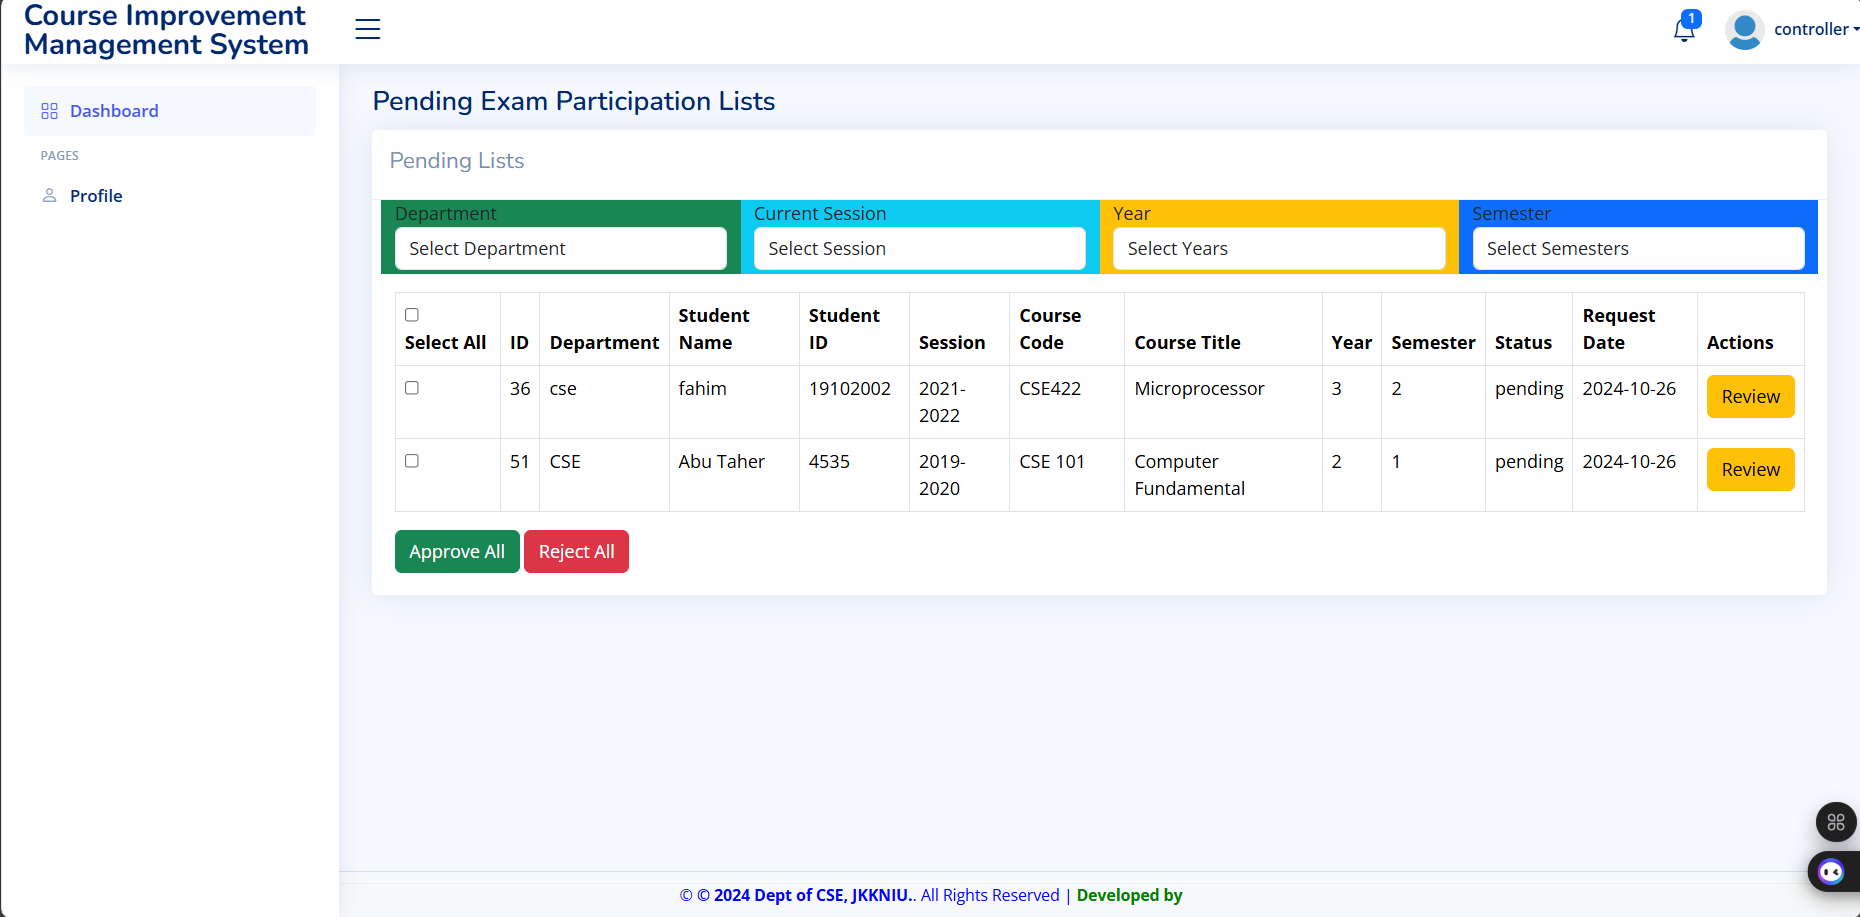 Course Improvement
Management System
1
controller
Dashboard
PAGES
Profile
Pending Exam Participation Lists
Pending Lists
Department Current Session Year Semester
Select Department Select Session Select Years Select Semesters
Select All ID Department Student Name Student ID Session Course Code Course Title Year Semester Status Request Date Actions
36 cse fahim 19102002 2021-2022 CSE422 Microprocessor 3 2 pending 2024-10-26 Review
51 CSE Abu Taher 4535 2019-2020 CSE 101 Computer Fundamental 2 1 pending 2024-10-26 Review
Approve All Reject All
© © 2024 Dept of CSE, JKKNIU.. All Rights Reserved | Developed by